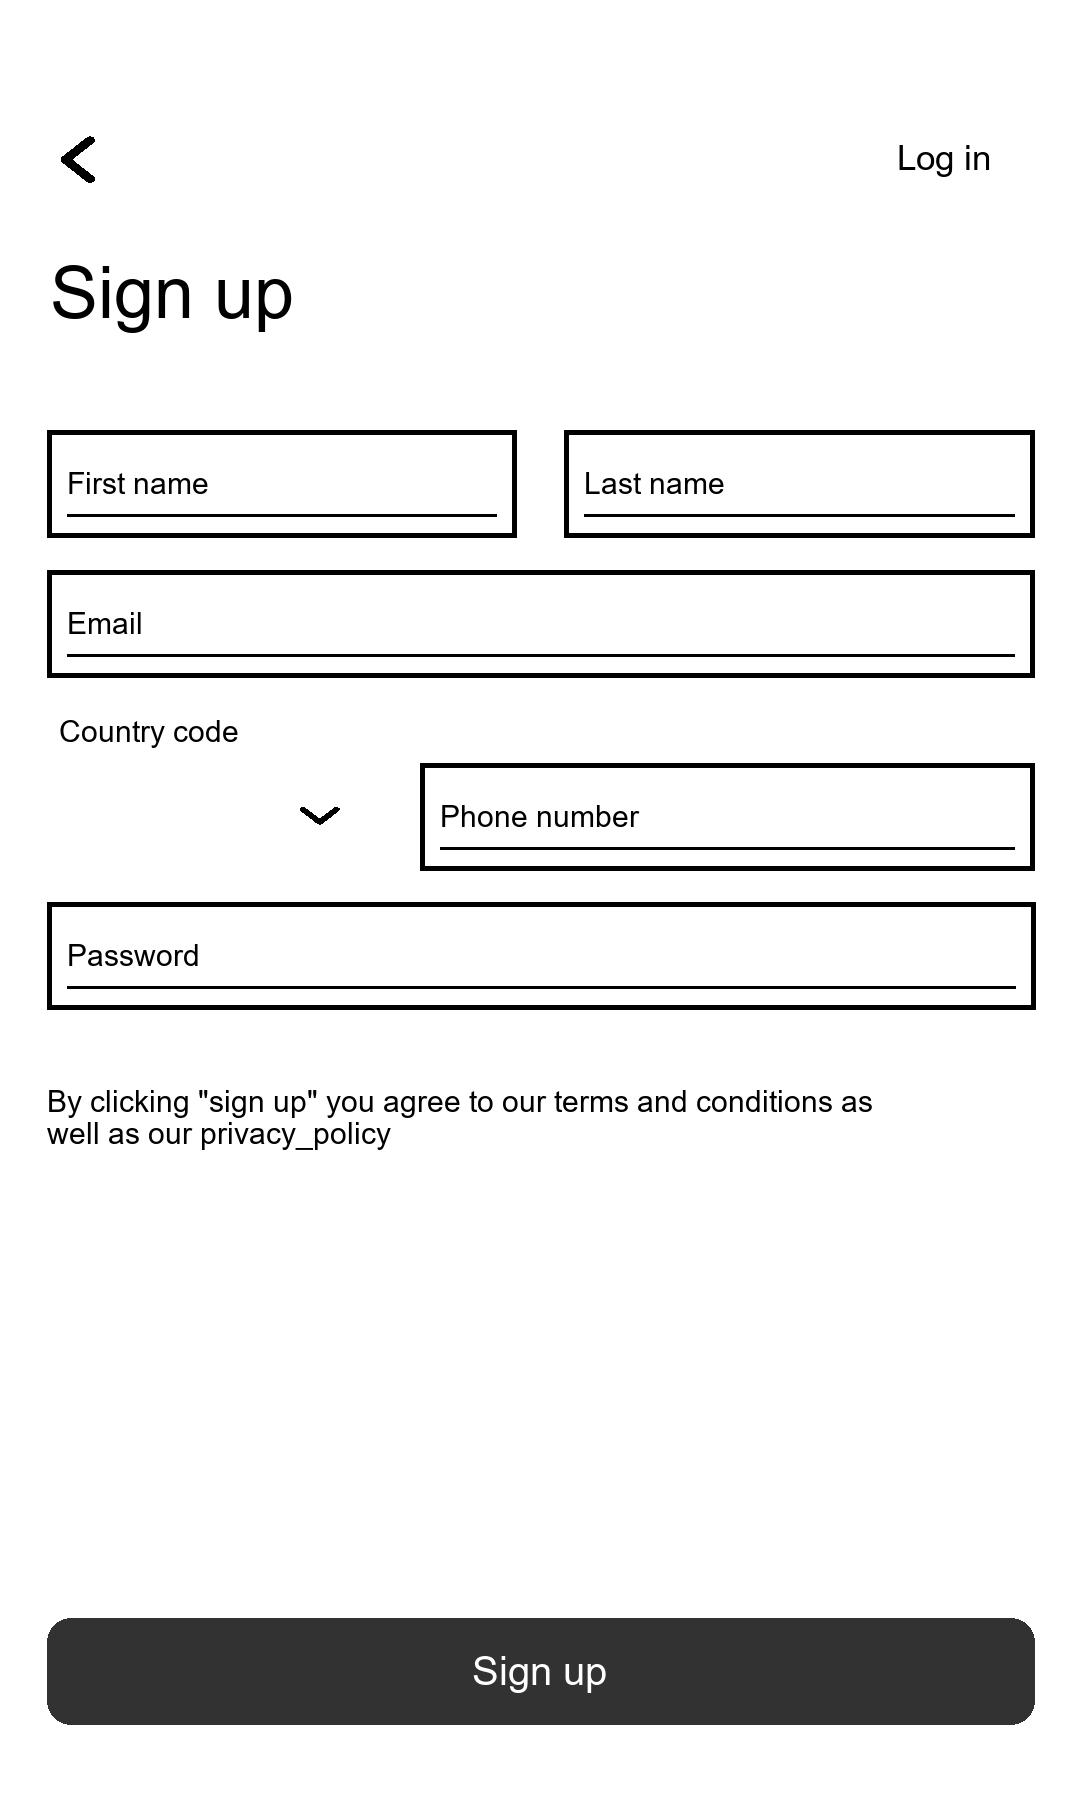 Log in
Sign up
First name
Last name
Email
Country code
Phone number
Password
By clicking "sign up" you agree to our terms and conditions as
well as our privacy_policy
Sign up